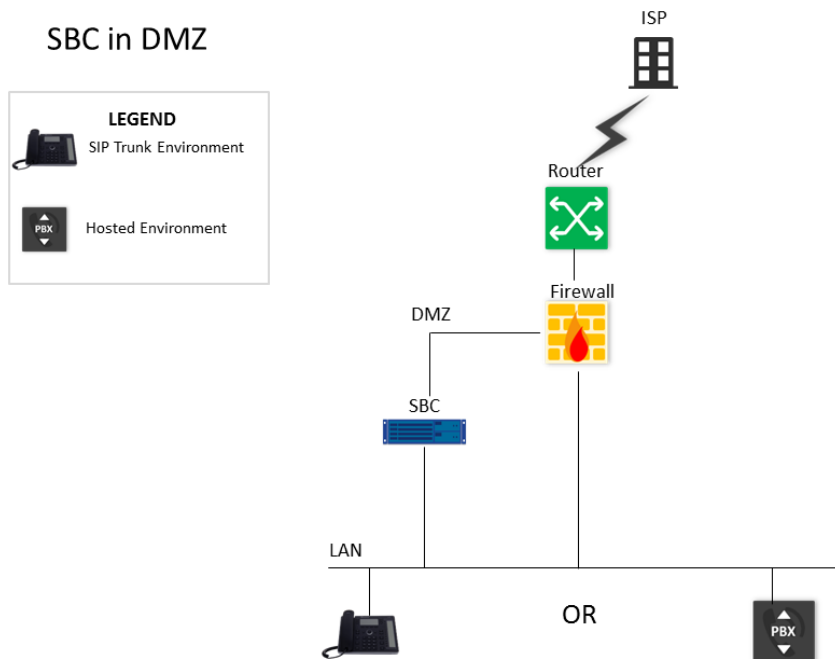 SBC in DMZ
LEGEND
SIP Trunk Environment
PBX
Hosted Environment
ISP
Router
Firewall
DMZ
SBC
LAN
OR
PBX